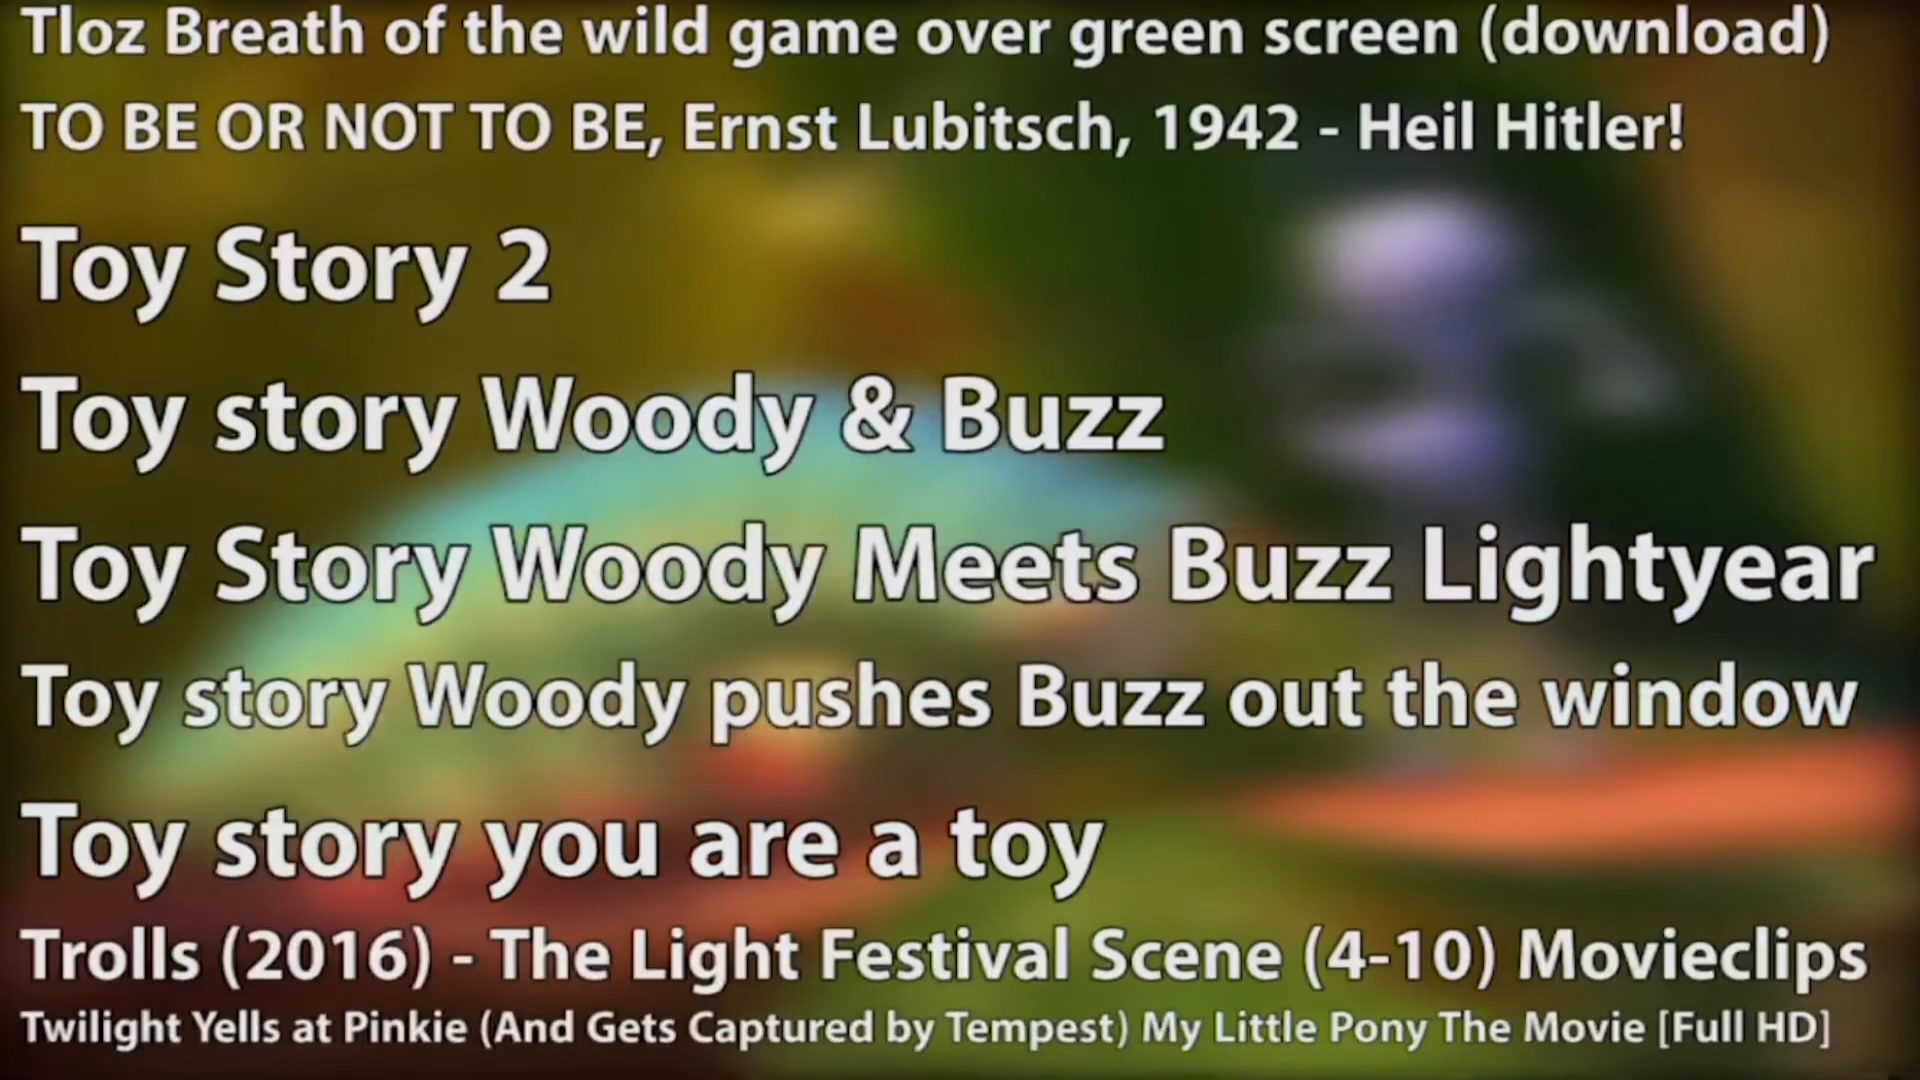 Tloz Breath of the wild game over green screen (download)
TO BE OR NOT TO BE, Ernst Lubitsch, 1942 - Heil Hitler!
Toy Story 2
Toy story Woody & Buzz
Toy Story Woody Meets Buzz Lightyear
Toy story Woody pushes Buzz out the window
Toy story you are a toy
Trolls (2016) - The Light Festival Scene (4-10) Movieclips
Twilight Yells at Pinkie (And Gets Captured by Tempest) My Little Pony The Movie [Full HD]